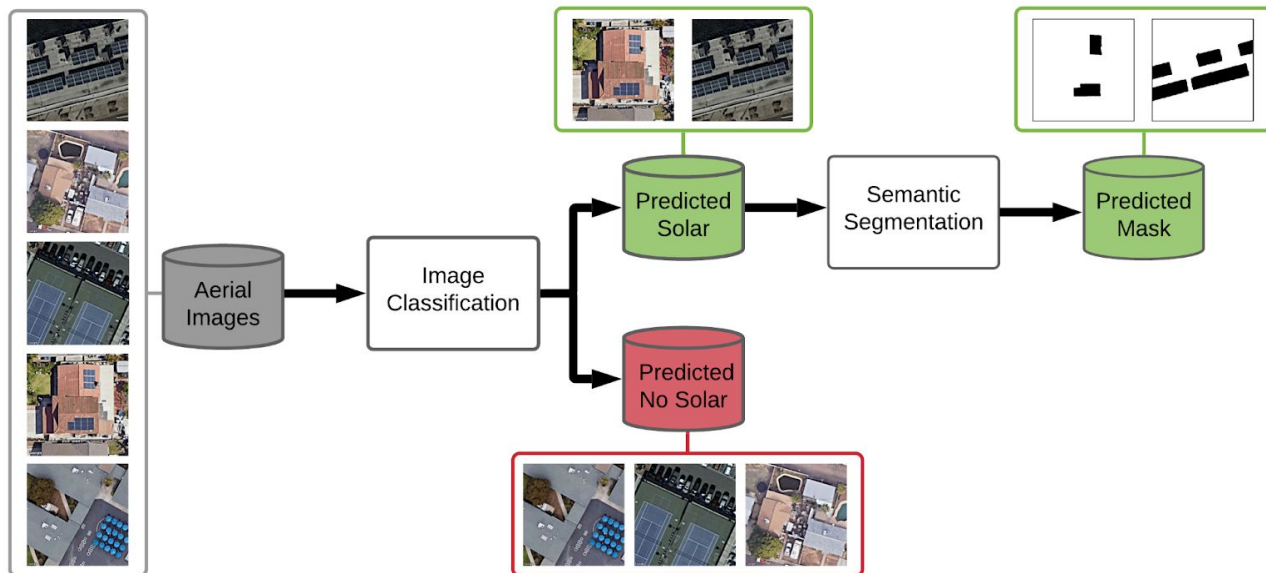 Aerial
Images
Image
Classification
Predicted
Solar
Semantic
Segmentation
Predicted
Mask
Predicted
No Solar